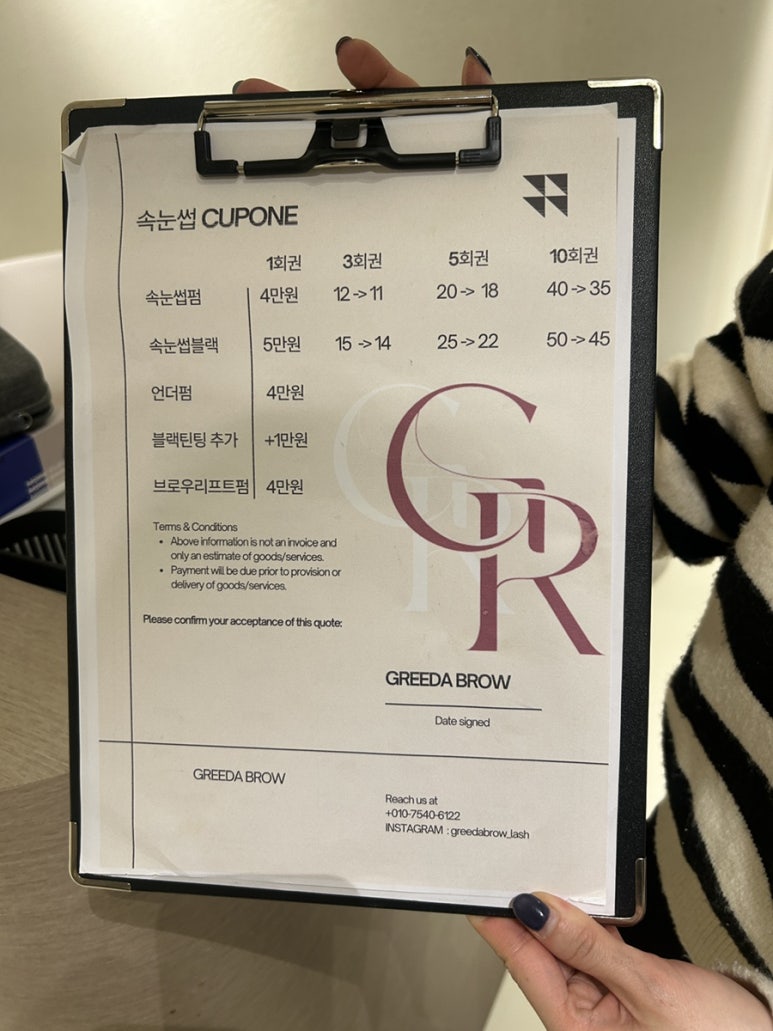 속눈썹 CUPONE
1회권 3회권 5회권 10회권
속눈썹펌 4만원 12->11 20-> 18 40 -> 35
속눈썹블랙 5만원 15 ->14 25-> 22 50 -> 45
언더펌 4만원
블랙틴팅 추가 +1만원
브로우리프트펌 4만원
GR
Terms & Conditions
• Above information is not an invoice and
only an estimate of goods/services.
• Payment will be due prior to provision or
delivery of goods/services.
Please confirm your acceptance of this quote:
GREEDA BROW
Date signed
GREEDA BROW
Reach us at
+010-7540-6122
INSTAGRAM : greedabrow_lash